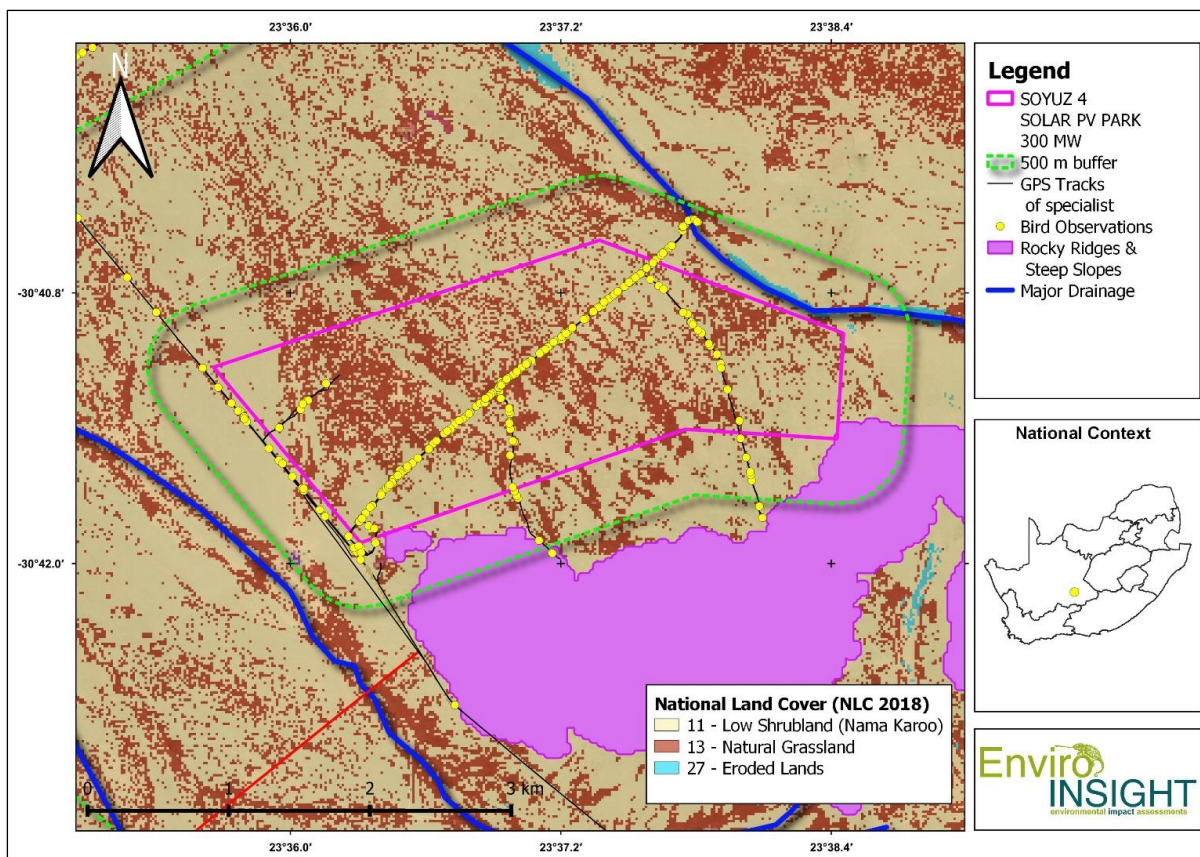 23°36.0'
23°37.2'
23°38.4'
N
-30°40.8'
-30°42.0'
0 1 2 3 km
National Land Cover (NLC 2018)
11 - Low Shrubland (Nama Karoo)
13 - Natural Grassland
27 - Eroded Lands
23°36.0'
23°37.2'
23°38.4'
Legend
SOYUZ 4
SOLAR PV PARK
300 MW
500 m buffer
GPS Tracks
of specialist
Bird Observations
Rocky Ridges &
Steep Slopes
Major Drainage
National Context
Enviro
INSIGHT
environmental impact assessments